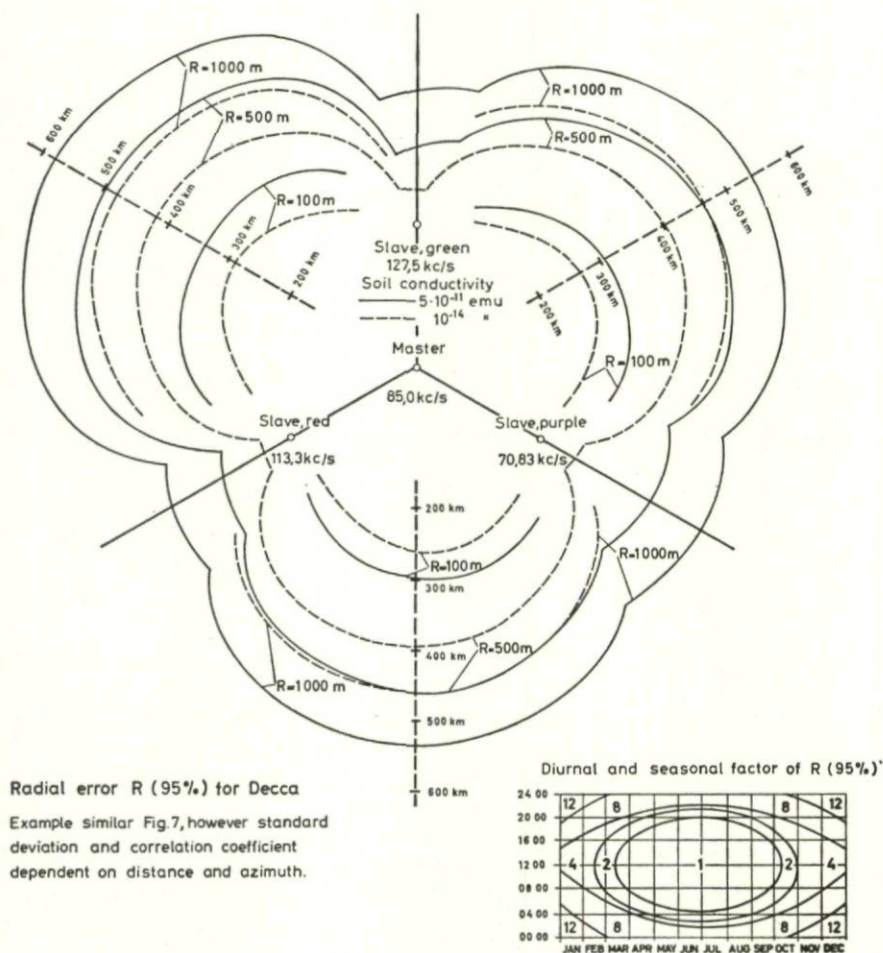 R=1000 m
R=1000 m
R=500 m
R=500 m
600 km
500 km
400 km
300 km
200 km
600 km
500 km
400 km
300 km
200 km
R=100 m
Slave, green
127,5 kc/s
Soil conductivity
5·10⁻¹¹ emu
10⁻¹⁴ "
Master
R=100 m
85,0 kc/s
Slave, red
Slave, purple
113,3 kc/s
70,83 kc/s
200 km
R=1000 m
R=100 m
300 km
R=500 m
400 km
R=1000 m
500 km
600 km
Radial error R (95%) for Decca
Example similar Fig. 7, however standard
deviation and correlation coefficient
dependent on distance and azimuth.
Diurnal and seasonal factor of R (95%)
24 00
20 00
16 00
12 00
08 00
04 00
00 00
12 8 8 12
4 2 1 2 4
12 8 8 12
JAN FEB MAR APR MAY JUN JUL AUG SEP OCT NOV DEC